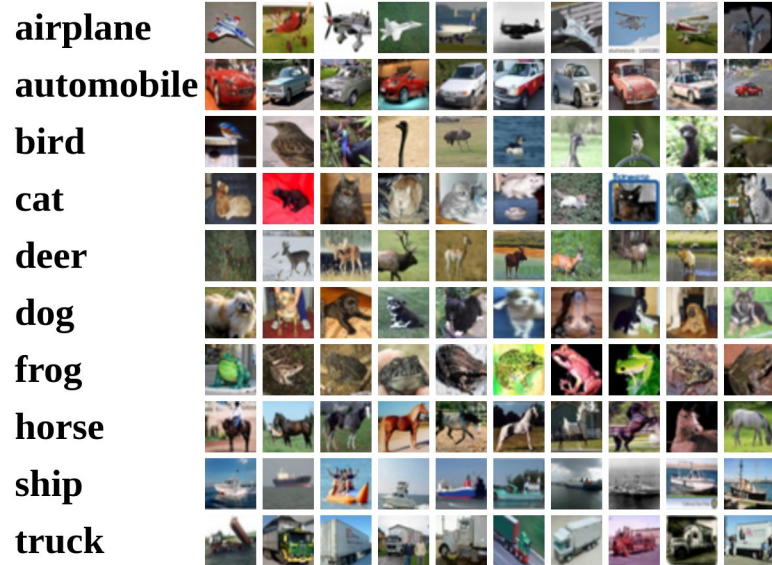 airplane
automobile
bird
cat
deer
dog
frog
horse
ship
truck